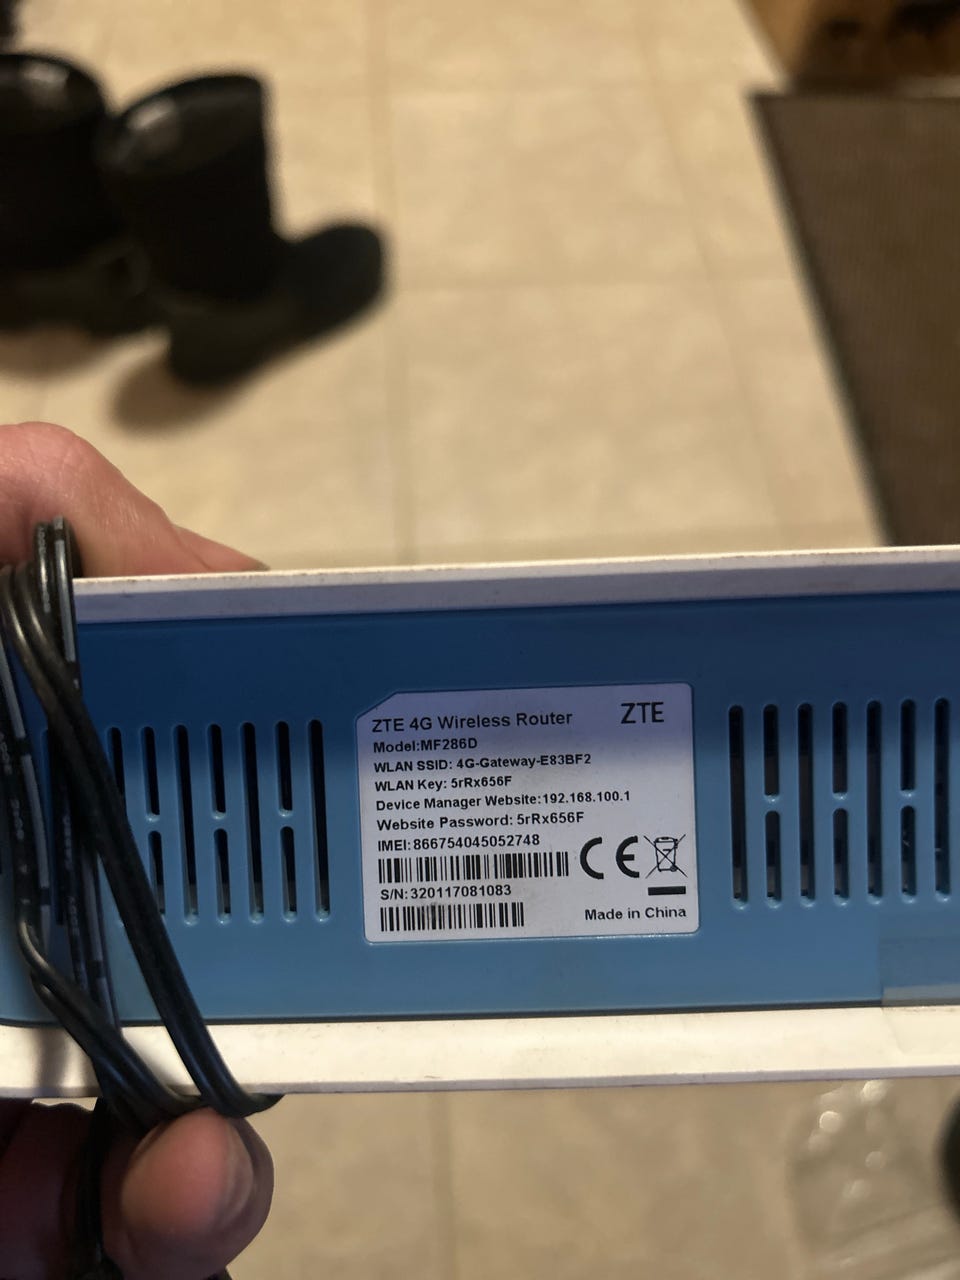 ZTE 4G Wireless Router ZTE
Model:MF286D
WLAN SSID: 4G-Gateway-E83BF2
WLAN Key: 5rRx656F
Device Manager Website:192.168.100.1
Website Password: 5rRx656F
IMEI:866754045052748
CE
S/N:320117081083
Made in China